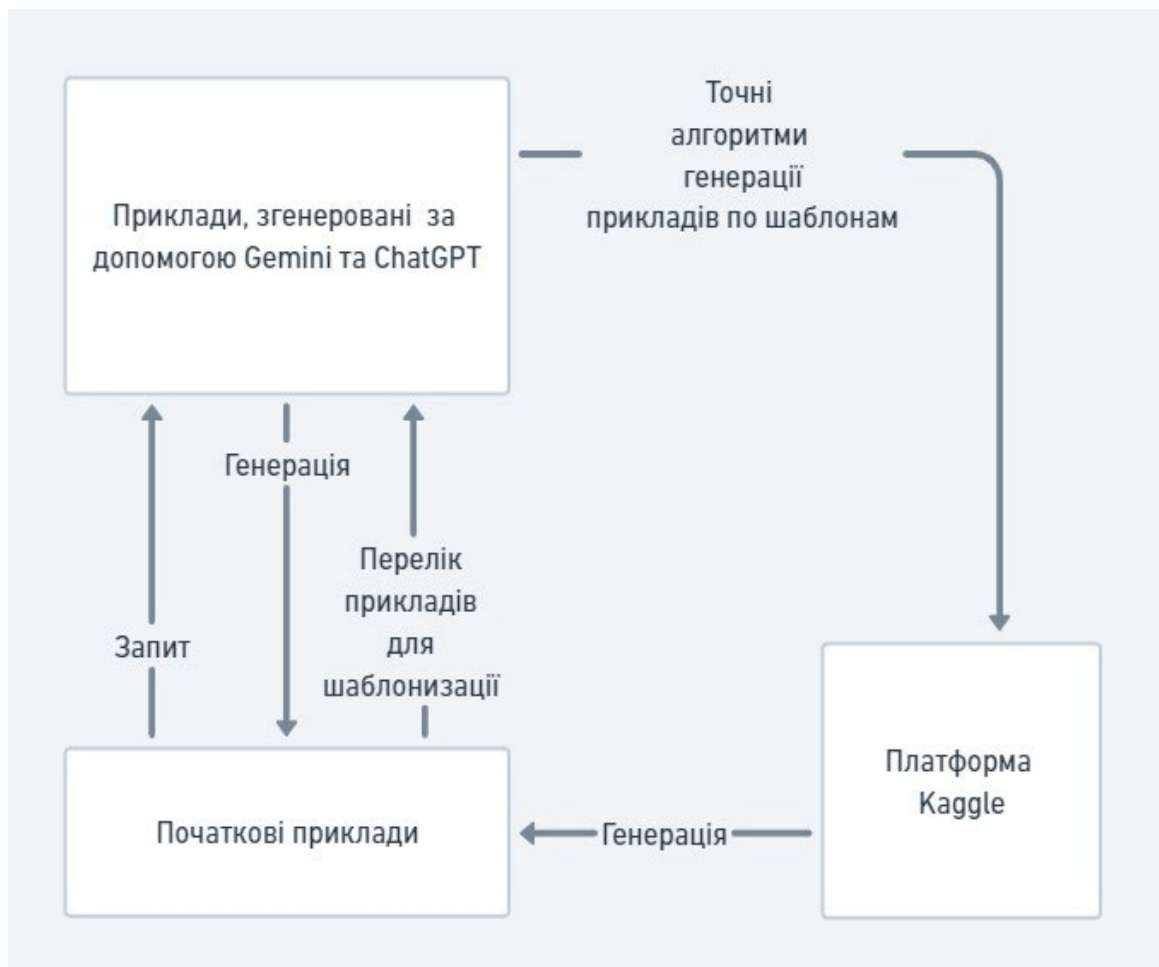 Точні
алгоритми
генерації
прикладів по шаблонам
Приклади, згенеровані за
допомогою Gemini та ChatGPT
Генерація
Перелік
прикладів
для
шаблонизації
Запит
Платформа
Kaggle
Початкові приклади
Генерація